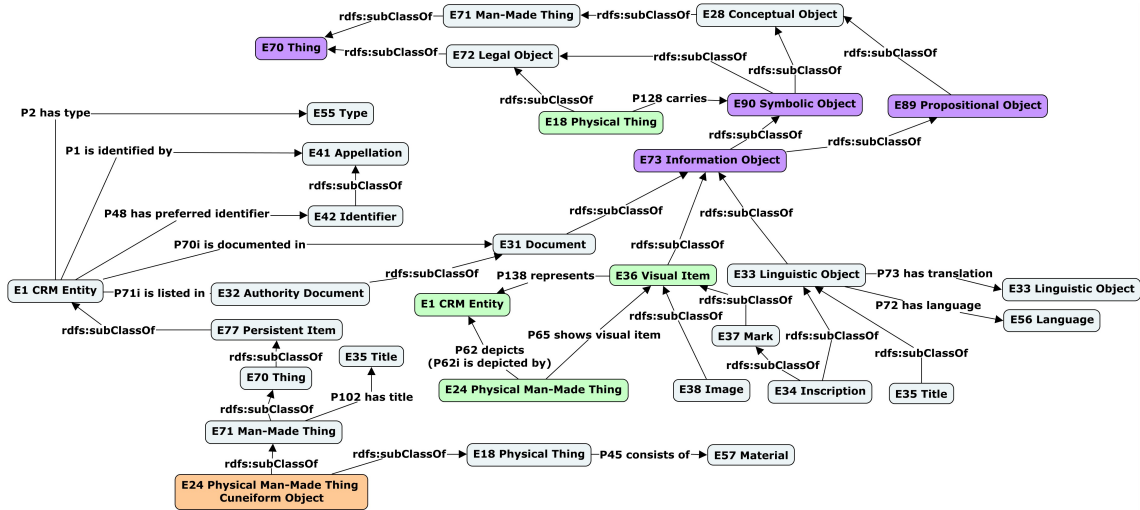 rdfs:subClassOf
E71 Man-Made Thing
rdfs:subClassOf
E28 Conceptual Object
E70 Thing
rdfs:subClassOf
E72 Legal Object
rdfs:subClassOf
rdfs:subClassOf
rdfs:subClassOf
rdfs:subClassOf
P128 carries
E90 Symbolic Object
E89 Propositional Object
E18 Physical Thing
P2 has type
E55 Type
rdfs:subClassOf
rdfs:subClassOf
P1 is identified by
E41 Appellation
E73 Information Object
rdfs:subClassOf
P48 has preferred identifier
E42 Identifier
rdfs:subClassOf
rdfs:subClassOf
P70i is documented in
E31 Document
rdfs:subClassOf
rdfs:subClassOf
P138 represents
E36 Visual Item
E33 Linguistic Object
P73 has translation
E1 CRM Entity
P71i is listed in
E32 Authority Document
E33 Linguistic Object
E1 CRM Entity
P72 has language
rdfs:subClassOf
E56 Language
rdfs:subClassOf
E77 Persistent Item
P65 shows visual item
E37 Mark
rdfs:subClassOf
rdfs:subClassOf
E35 Title
P62 depicts
(P62i is depicted by)
rdfs:subClassOf
rdfs:subClassOf
E70 Thing
E24 Physical Man-Made Thing
E38 Image
E34 Inscription
E35 Title
P102 has title
rdfs:subClassOf
E71 Man-Made Thing
rdfs:subClassOf
rdfs:subClassOf
E18 Physical Thing
P45 consists of
E57 Material
E24 Physical Man-Made Thing
Cuneiform Object